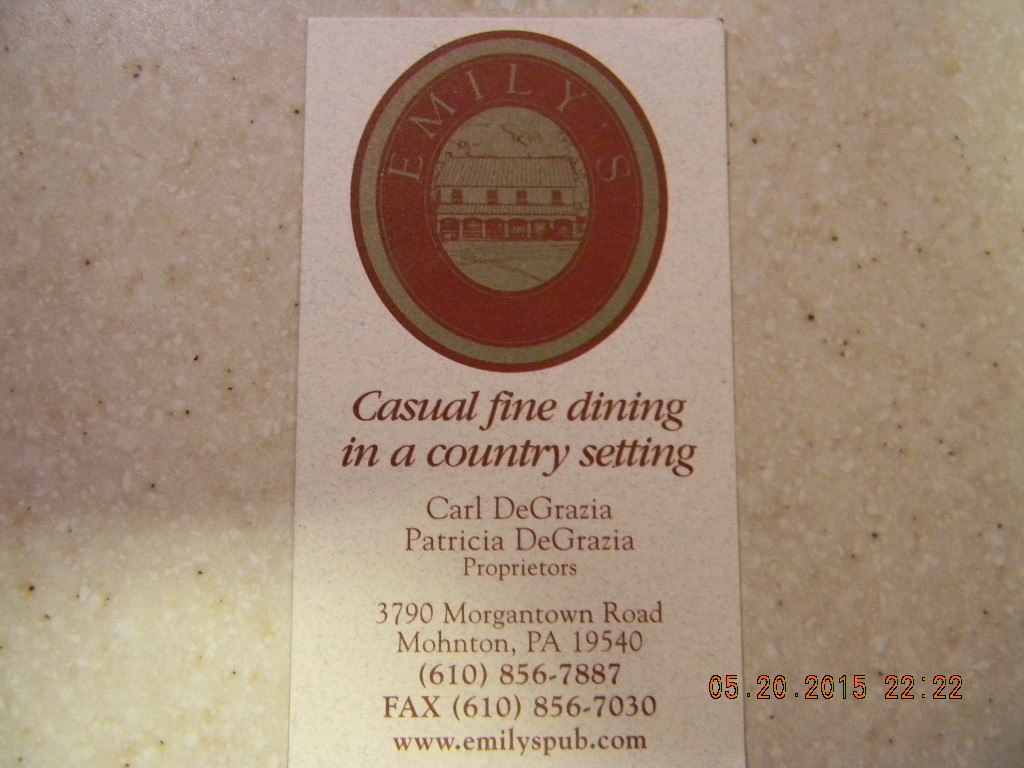 EMILY'S
Casual fine dining
in a country setting
Carl DeGrazia
Patricia DeGrazia
Proprietors
3790 Morgantown Road
Mohnton, PA 19540
(610) 856-7887
FAX (610) 856-7030
www.emilyspub.com
05.20.2015 22:22